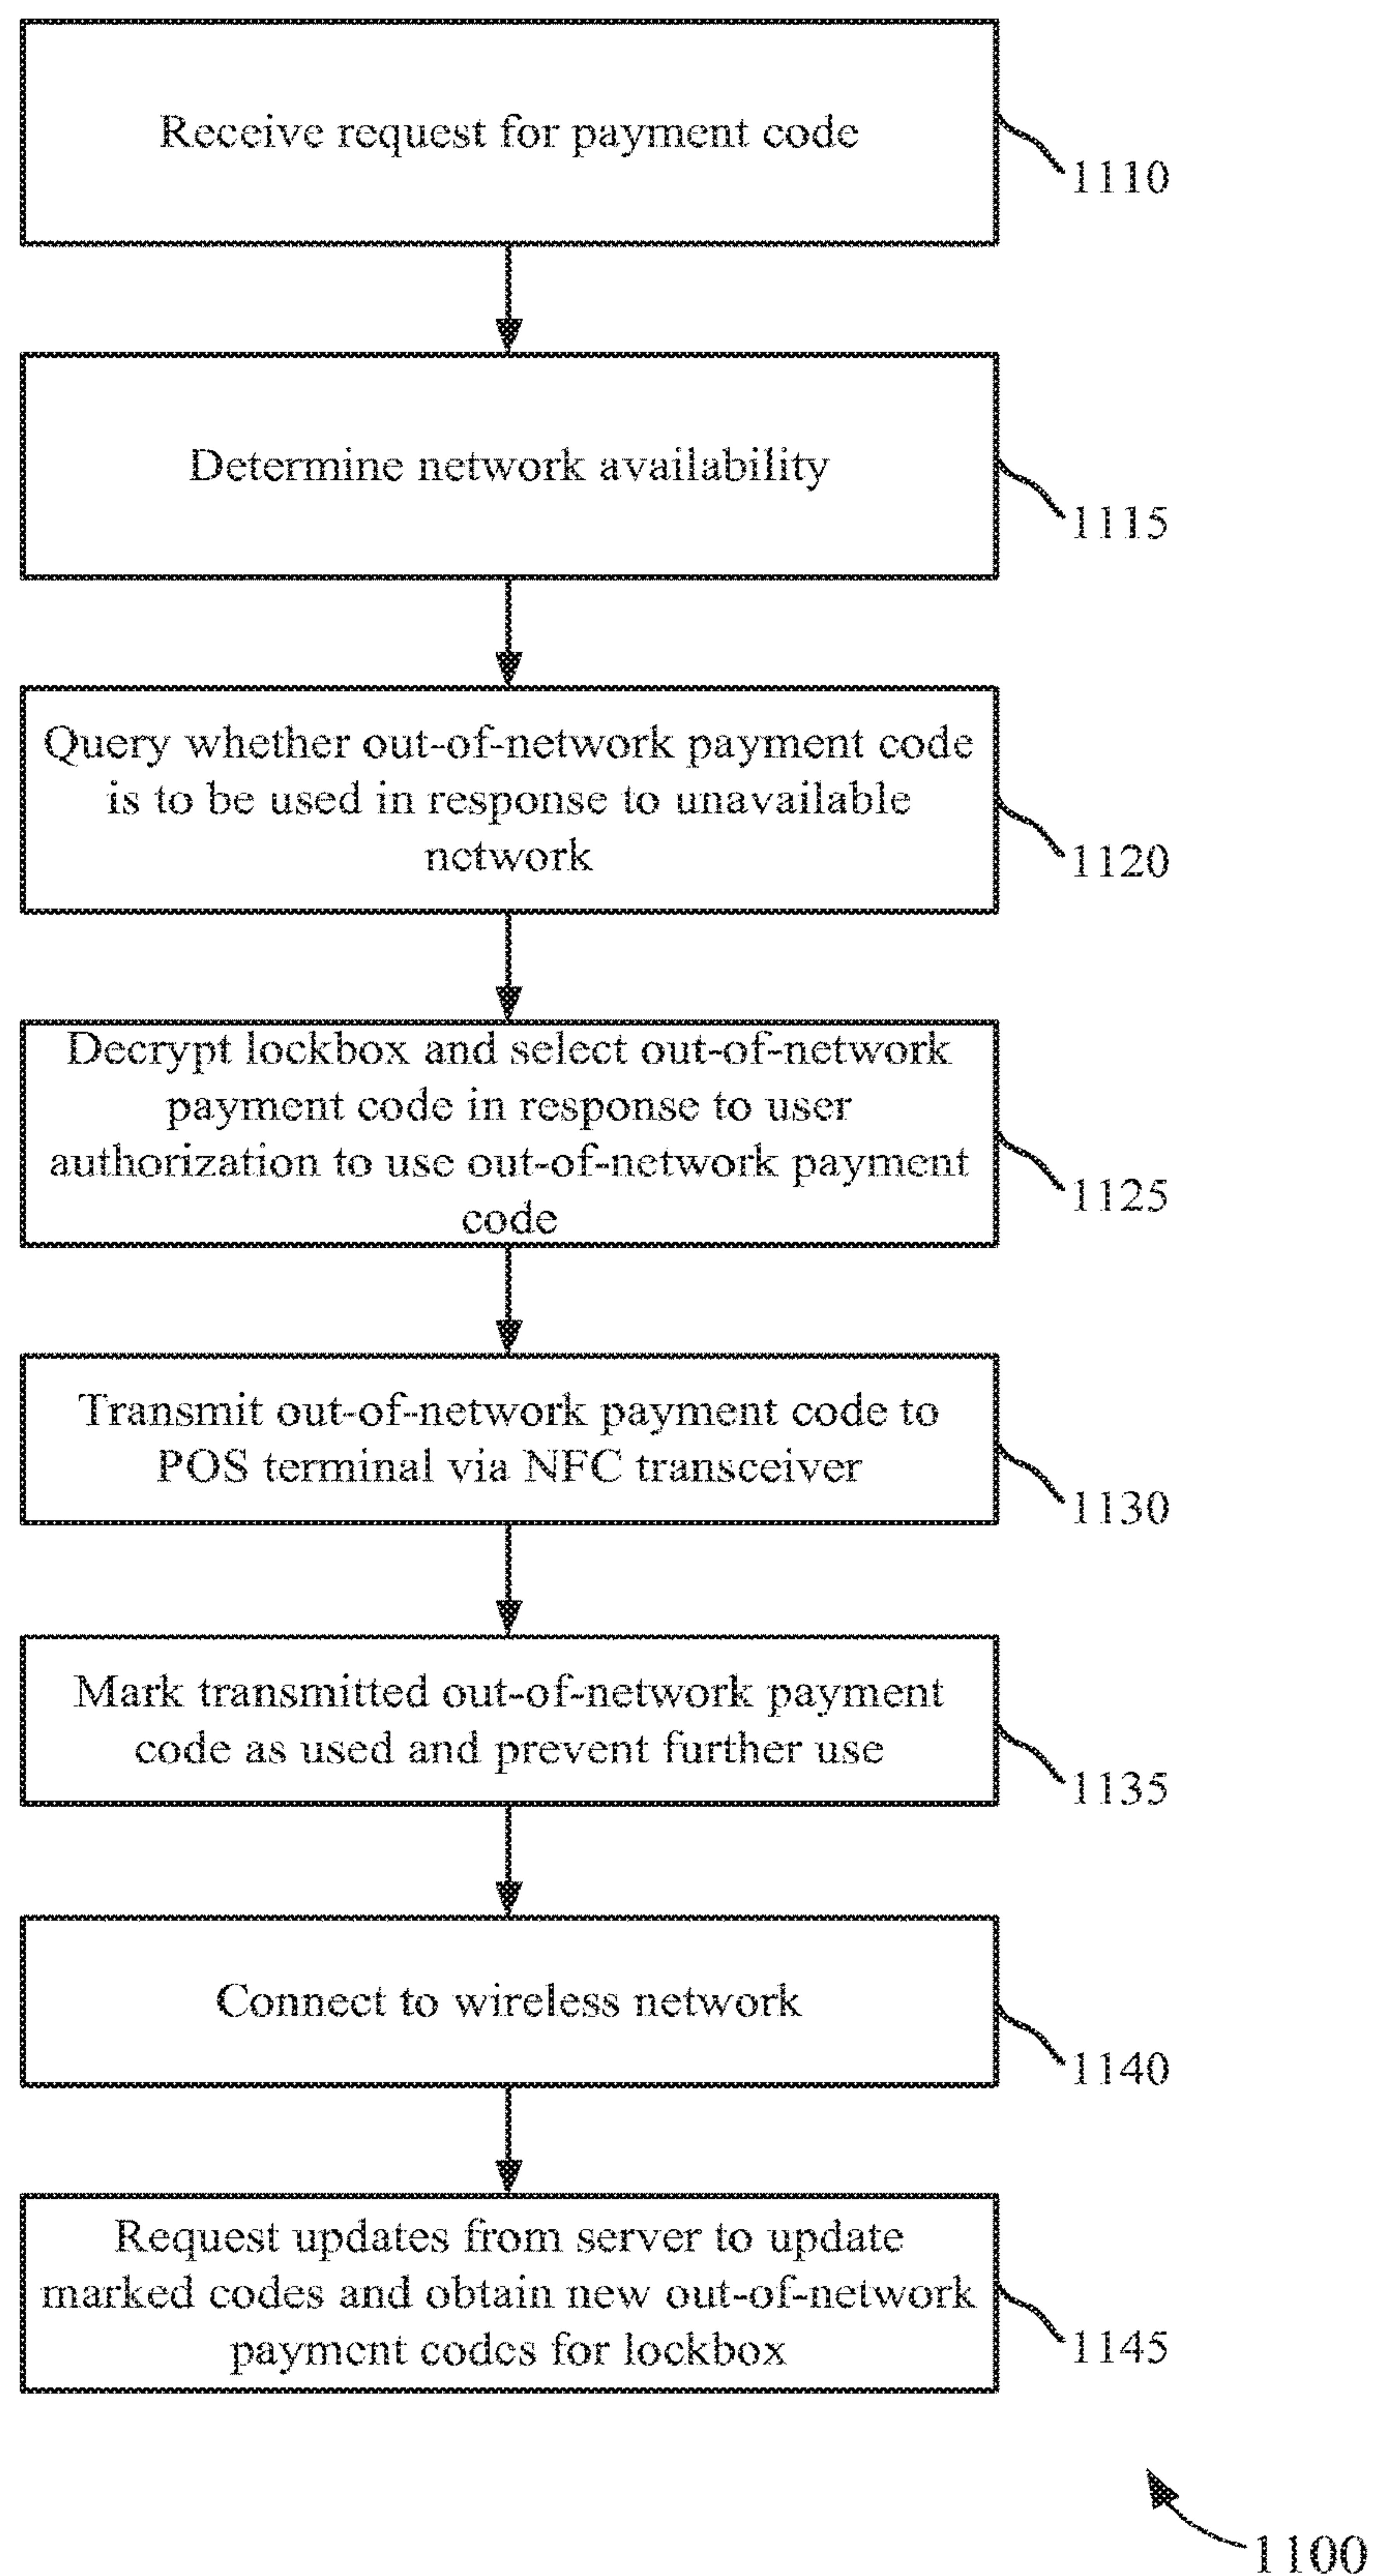 Receive request for payment code
1110
Determine network availability
1115
Query whether out-of-network payment code
is to be used in response to unavailable
network
1120
Decrypt lockbox and select out-of-network
payment code in response to user
authorization to use out-of-network payment
code
1125
Transmit out-of-network payment code to
POS terminal via NFC transceiver
1130
Mark transmitted out-of-network payment
code as used and prevent further use
1135
Connect to wireless network
1140
Request updates from server to update
marked codes and obtain new out-of-network
payment codes for lockbox
1145
1100